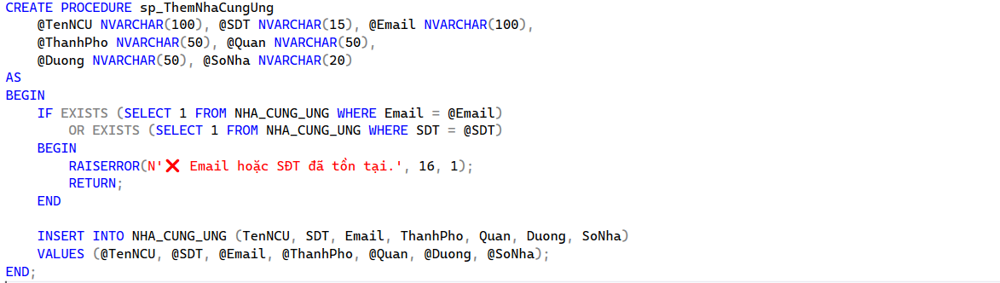 CREATE PROCEDURE sp_ThemNhaCungUng
    @TenNCU NVARCHAR(100), @SDT NVARCHAR(15), @Email NVARCHAR(100),
    @ThanhPho NVARCHAR(50), @Quan NVARCHAR(50),
    @Duong NVARCHAR(50), @SoNha NVARCHAR(20)
AS
BEGIN
    IF EXISTS (SELECT 1 FROM NHA_CUNG_UNG WHERE Email = @Email)
        OR EXISTS (SELECT 1 FROM NHA_CUNG_UNG WHERE SDT = @SDT)
    BEGIN
        RAISERROR(N'❌ Email hoặc SĐT đã tồn tại.', 16, 1);
        RETURN;
    END

    INSERT INTO NHA_CUNG_UNG (TenNCU, SDT, Email, ThanhPho, Quan, Duong, SoNha)
    VALUES (@TenNCU, @SDT, @Email, @ThanhPho, @Quan, @Duong, @SoNha);
END;